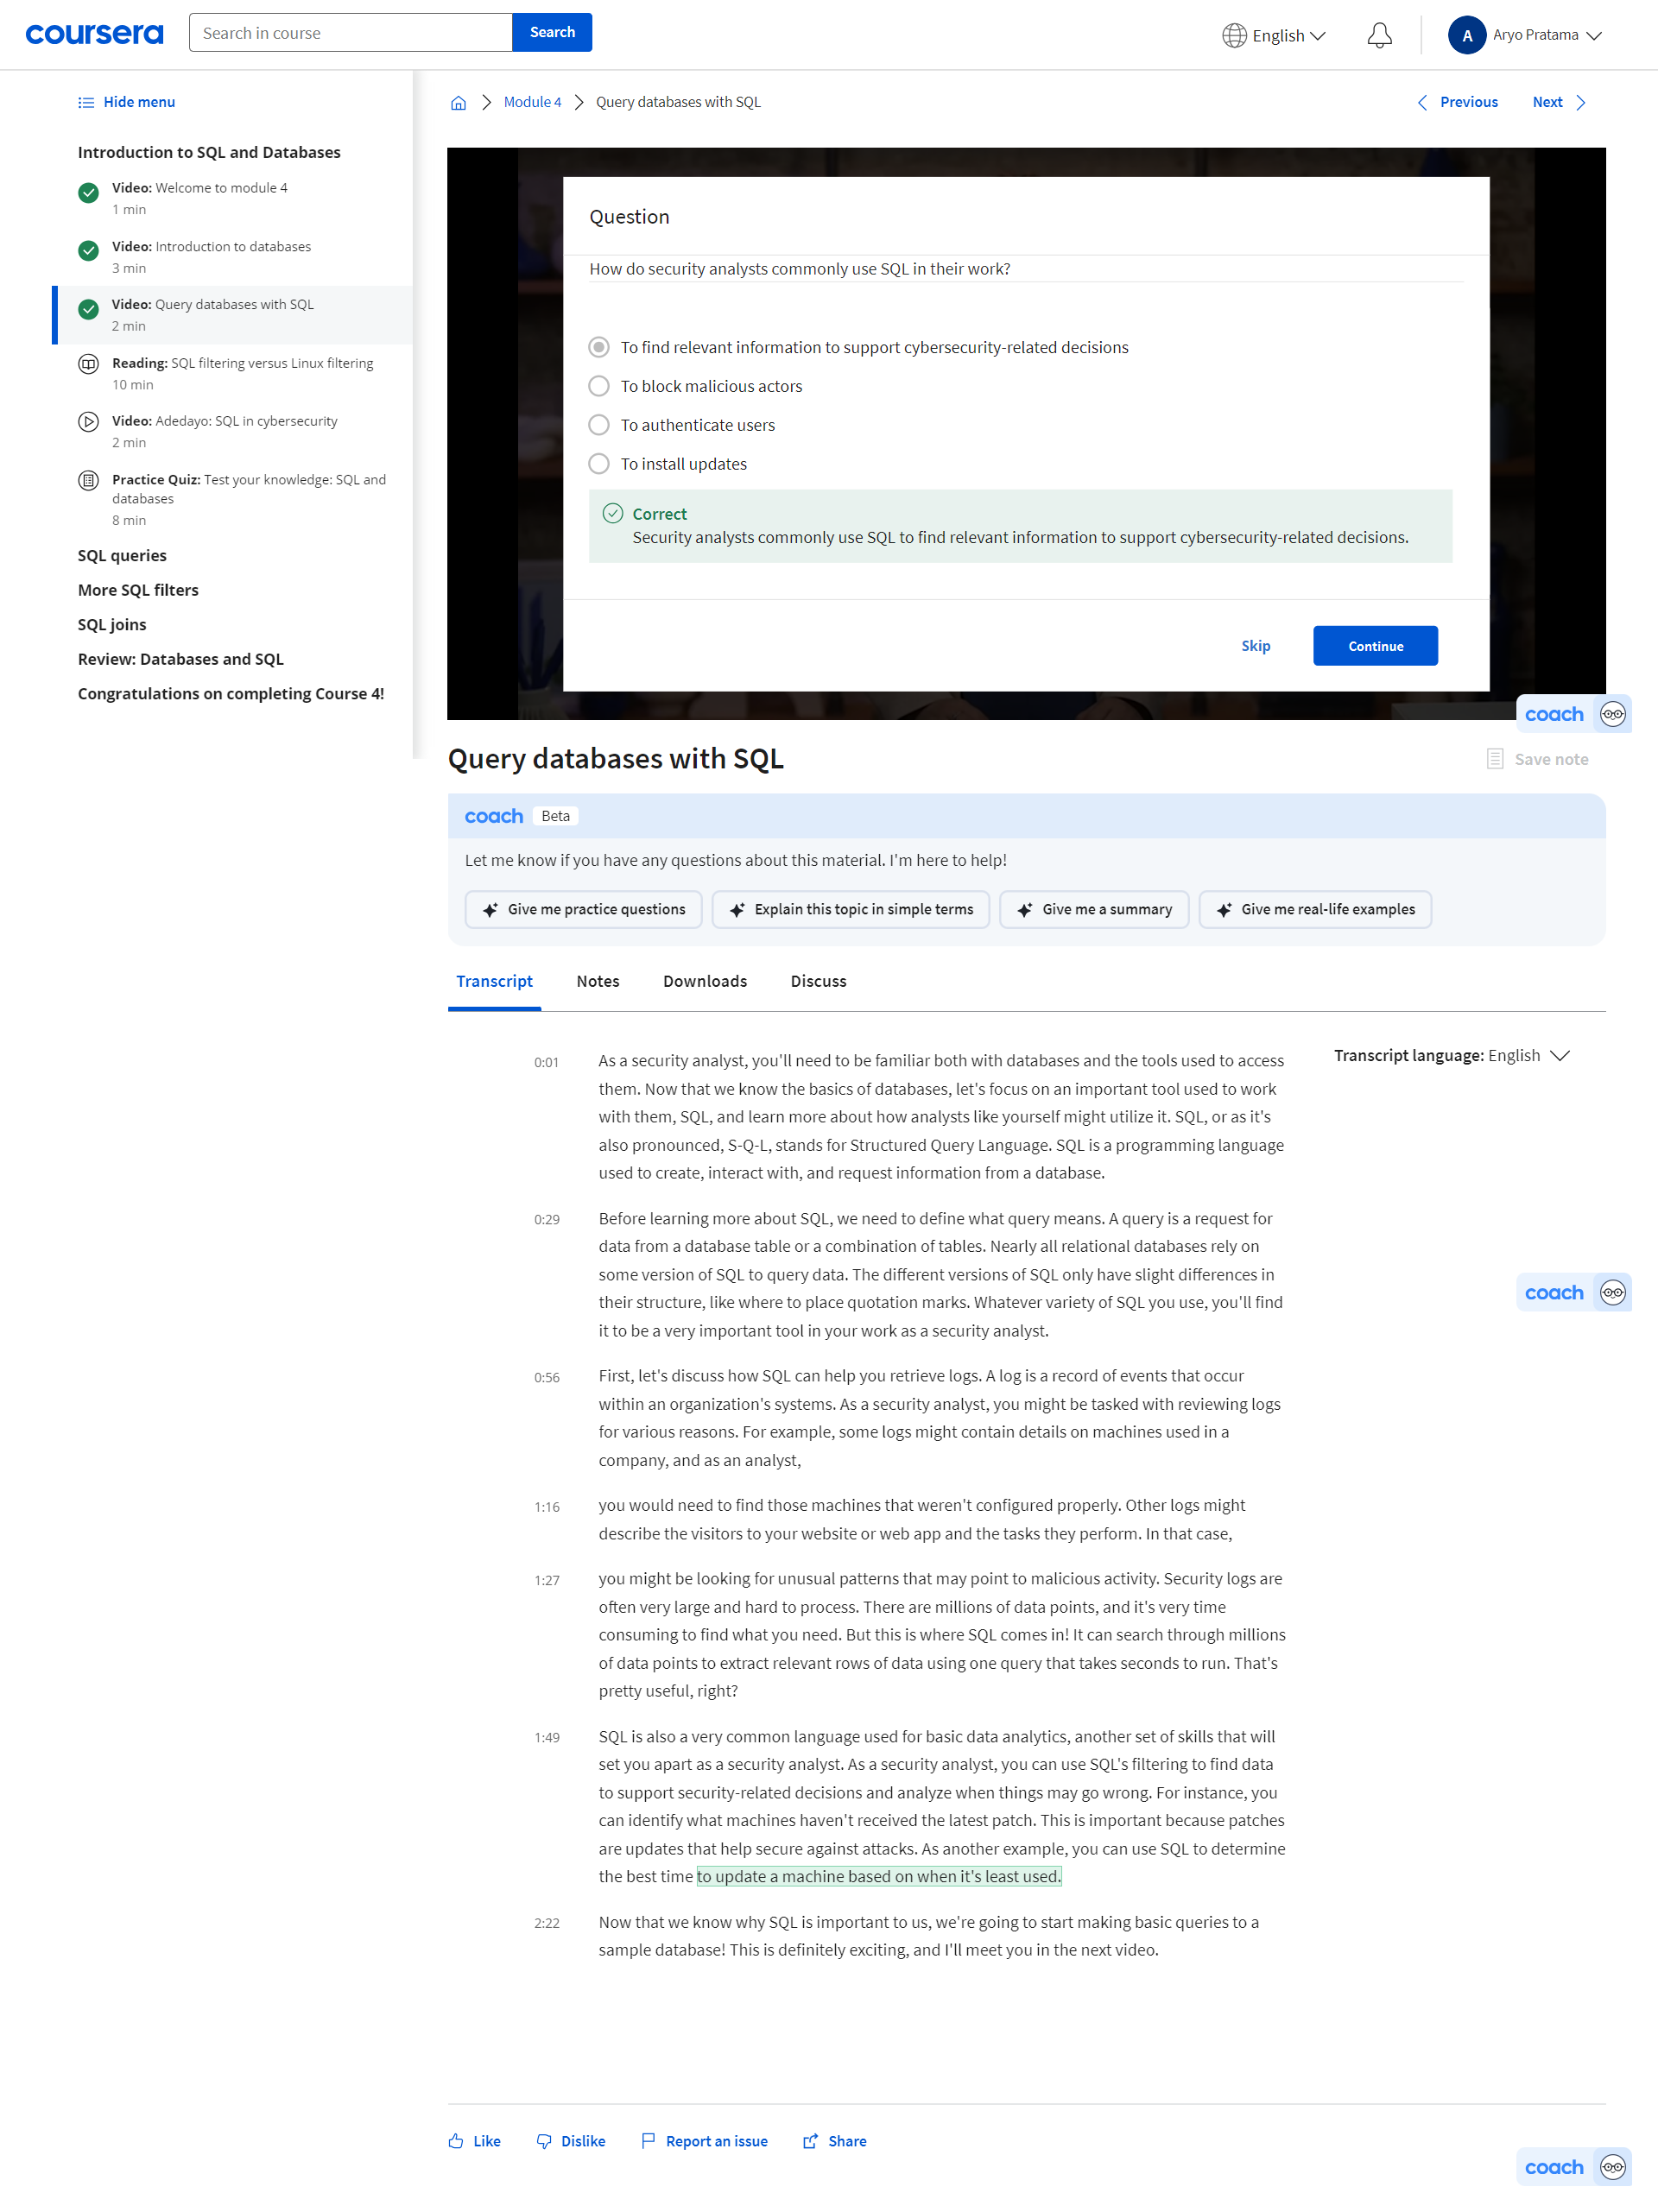 coursera
Search in course
Search
English
A
Aryo Pratama
Hide menu
Introduction to SQL and Databases
Video: Welcome to module 4
1 min
Video: Introduction to databases
3 min
Video: Query databases with SQL
2 min
Reading: SQL filtering versus Linux filtering
10 min
Video: Adedayo: SQL in cybersecurity
2 min
Practice Quiz: Test your knowledge: SQL and
databases
8 min
SQL queries
More SQL filters
SQL joins
Review: Databases and SQL
Congratulations on completing Course 4!
Module 4
Query databases with SQL
Previous
Next
Question
How do security analysts commonly use SQL in their work?
To find relevant information to support cybersecurity-related decisions
To block malicious actors
To authenticate users
To install updates
Correct
Security analysts commonly use SQL to find relevant information to support cybersecurity-related decisions.
Skip
Continue
coach
Query databases with SQL
Save note
coach
Beta
Let me know if you have any questions about this material. I'm here to help!
Give me practice questions
Explain this topic in simple terms
Give me a summary
Give me real-life examples
Transcript
Notes
Downloads
Discuss
Transcript language: English
0:01
As a security analyst, you'll need to be familiar both with databases and the tools used to access
them. Now that we know the basics of databases, let's focus on an important tool used to work
with them, SQL, and learn more about how analysts like yourself might utilize it. SQL, or as it's
also pronounced, S-Q-L, stands for Structured Query Language. SQL is a programming language
used to create, interact with, and request information from a database.
0:29
Before learning more about SQL, we need to define what query means. A query is a request for
data from a database table or a combination of tables. Nearly all relational databases rely on
some version of SQL to query data. The different versions of SQL only have slight differences in
their structure, like where to place quotation marks. Whatever variety of SQL you use, you'll find
it to be a very important tool in your work as a security analyst.
coach
0:56
First, let's discuss how SQL can help you retrieve logs. A log is a record of events that occur
within an organization's systems. As a security analyst, you might be tasked with reviewing logs
for various reasons. For example, some logs might contain details on machines used in a
company, and as an analyst,
1:16
you would need to find those machines that weren't configured properly. Other logs might
describe the visitors to your website or web app and the tasks they perform. In that case,
1:27
you might be looking for unusual patterns that may point to malicious activity. Security logs are
often very large and hard to process. There are millions of data points, and it's very time
consuming to find what you need. But this is where SQL comes in! It can search through millions
of data points to extract relevant rows of data using one query that takes seconds to run. That's
pretty useful, right?
1:49
SQL is also a very common language used for basic data analytics, another set of skills that will
set you apart as a security analyst. As a security analyst, you can use SQL's filtering to find data
to support security-related decisions and analyze when things may go wrong. For instance, you
can identify what machines haven't received the latest patch. This is important because patches
are updates that help secure against attacks. As another example, you can use SQL to determine
the best time to update a machine based on when it's least used.
2:22
Now that we know why SQL is important to us, we're going to start making basic queries to a
sample database! This is definitely exciting, and I'll meet you in the next video.
Like
Dislike
Report an issue
Share
coach